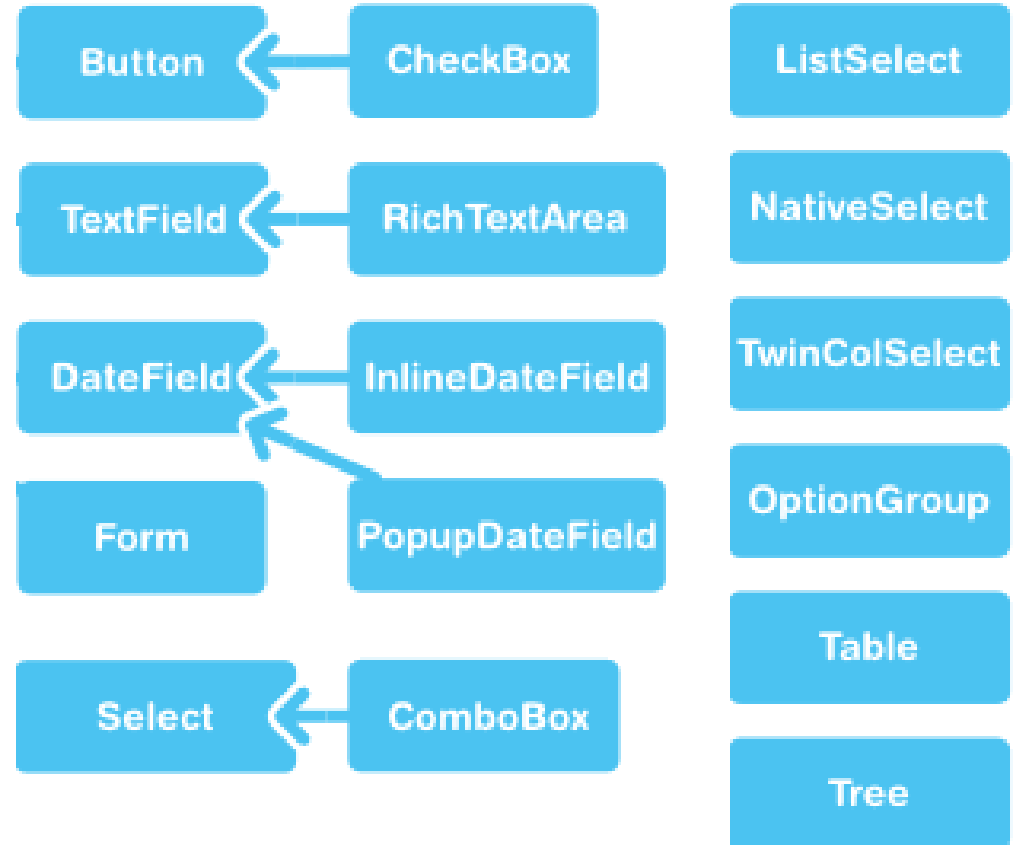 Button
CheckBox
ListSelect
TextField
RichTextArea
NativeSelect
DateField
InlineDateField
TwinColSelect
Form
PopupDateField
OptionGroup
Select
ComboBox
Table
Tree